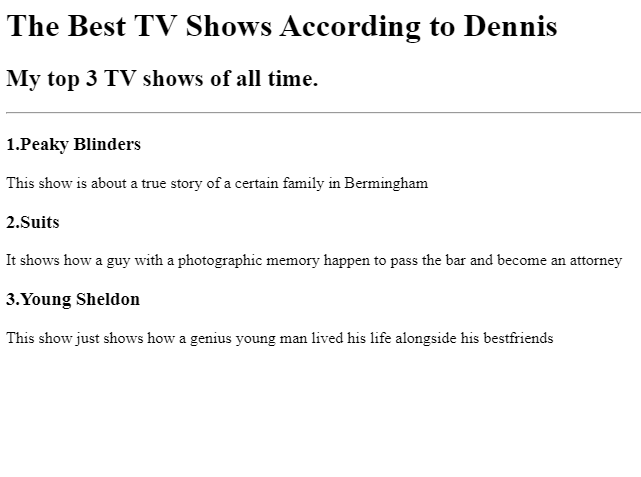 The Best TV Shows According to Dennis
My top 3 TV shows of all time.
1.Peaky Blinders
This show is about a true story of a certain family in Bermingham
2.Suits
It shows how a guy with a photographic memory happen to pass the bar and become an attorney
3.Young Sheldon
This show just shows how a genius young man lived his life alongside his bestfriends